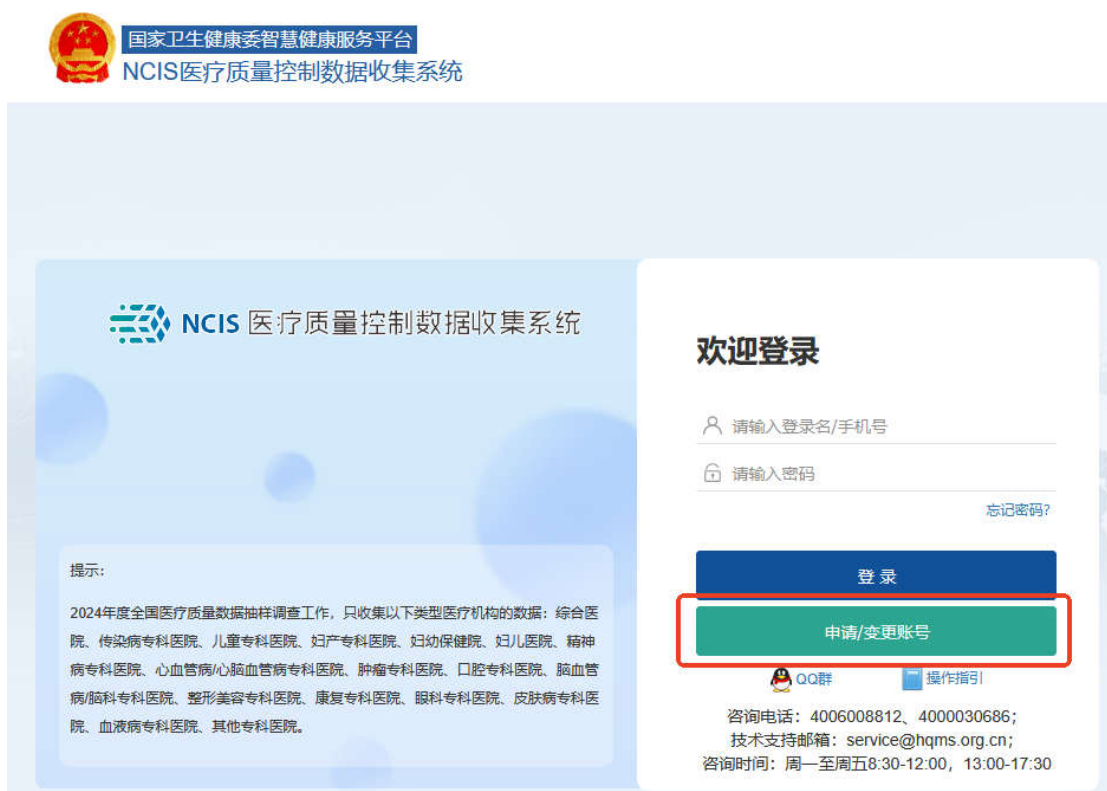 国家卫生健康委智慧健康服务平台
NCIS医疗质量控制数据收集系统
NCIS 医疗质量控制数据收集系统
提示：
2024年度全国医疗质量数据抽样调查工作，只收集以下类型医疗机构的数据：综合医
院、传染病专科医院、儿童专科医院、妇产专科医院、妇幼保健院、妇儿医院、精神
病专科医院、心血管病/心脑血管病专科医院、肿瘤专科医院、口腔专科医院、脑血管
病/脑科专科医院、整形美容专科医院、康复专科医院、眼科专科医院、皮肤病专科医
院、血液病专科医院、其他专科医院。
欢迎登录
请输入登录名/手机号
请输入密码
忘记密码?
登 录
申请/变更账号
QQ群
操作指引
咨询电话：4006008812、4000030686；
技术支持邮箱：service@hqms.org.cn；
咨询时间：周一至周五8:30-12:00，13:00-17:30